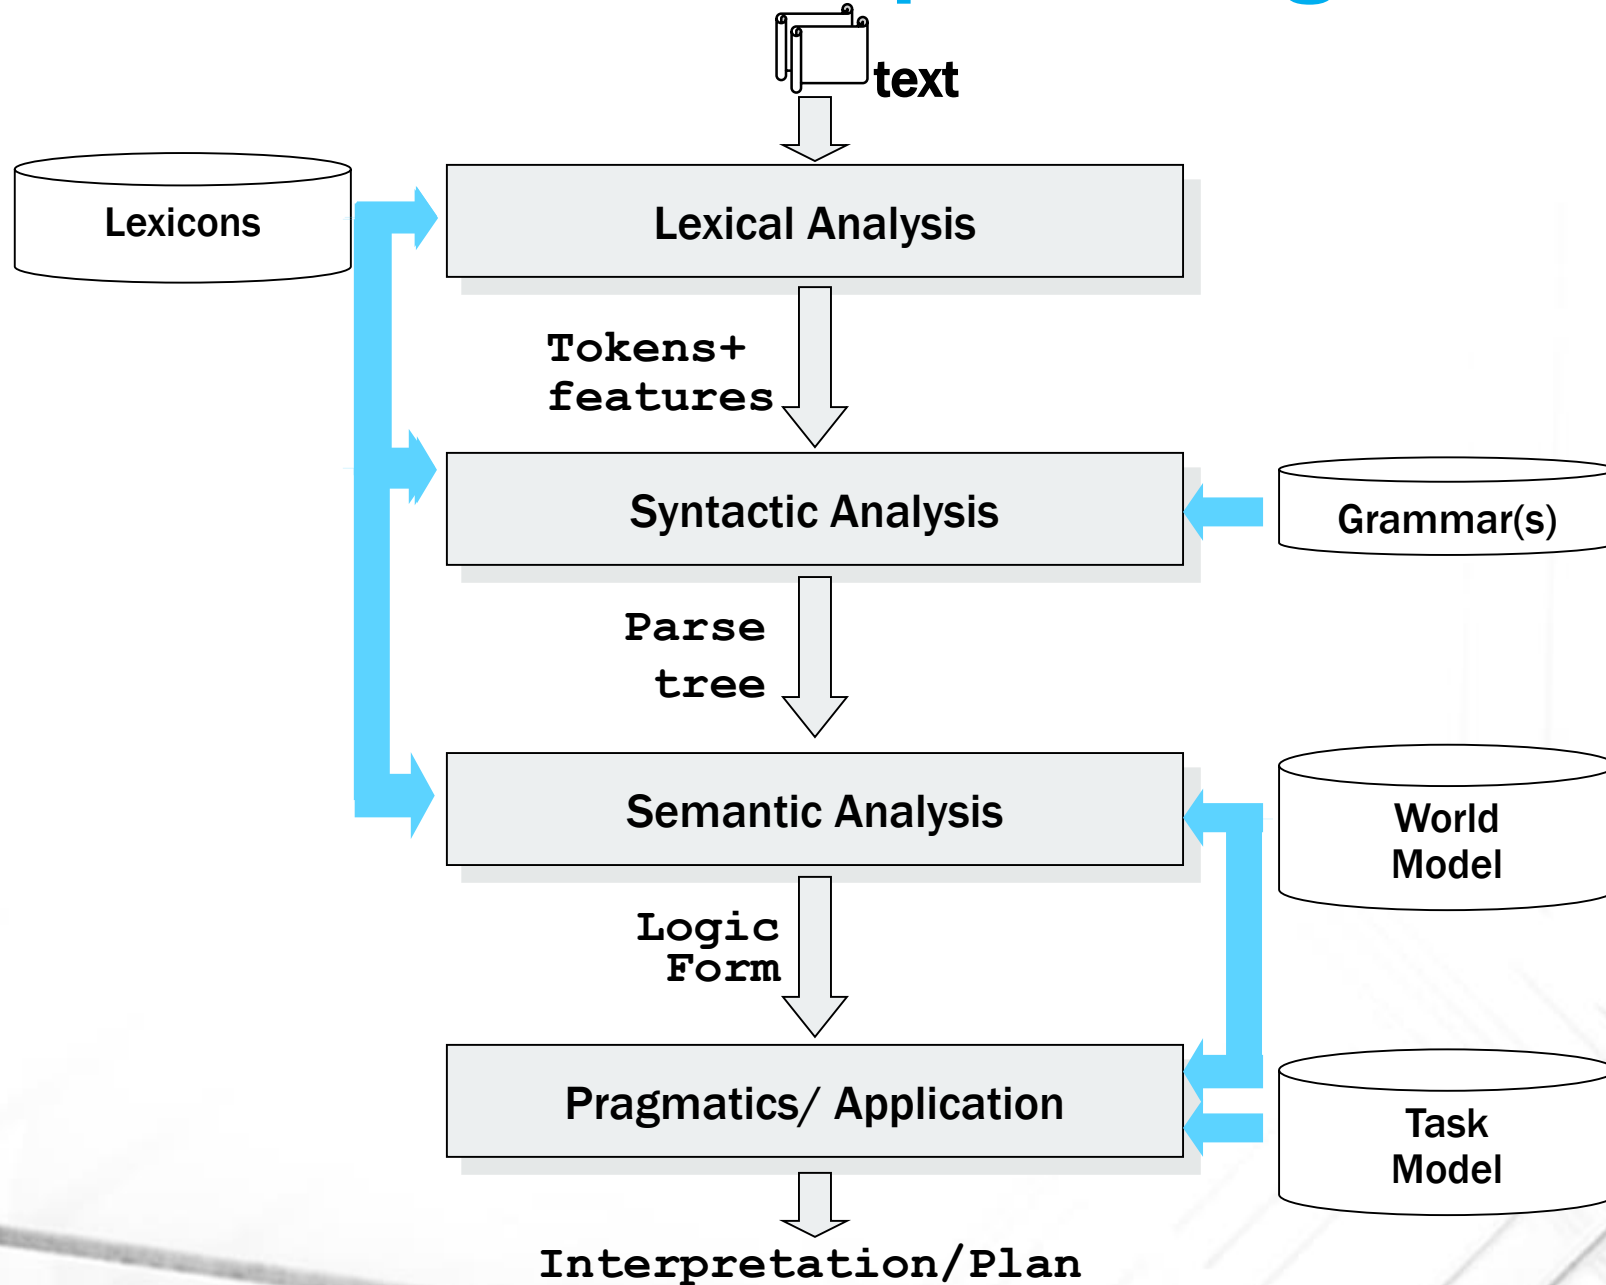 text
Lexicons
Lexical Analysis
Tokens+
features
Syntactic Analysis
Grammar(s)
Parse
tree
Semantic Analysis
World
Model
Logic
Form
Pragmatics/ Application
Task
Model
Interpretation/Plan